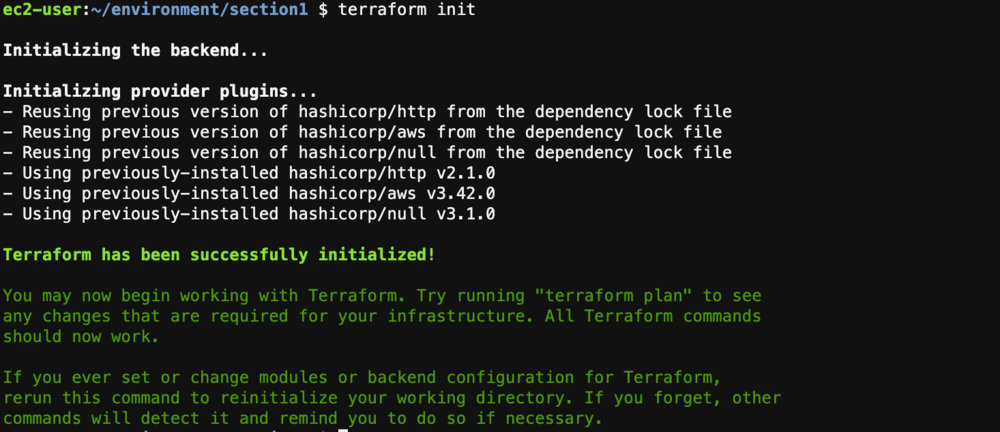 ec2-user:~/environment/section1 $ terraform init
Initializing the backend...
Initializing provider plugins...
- Reusing previous version of hashicorp/http from the dependency lock file
- Reusing previous version of hashicorp/aws from the dependency lock file
- Reusing previous version of hashicorp/null from the dependency lock file
- Using previously-installed hashicorp/http v2.1.0
- Using previously-installed hashicorp/aws v3.42.0
- Using previously-installed hashicorp/null v3.1.0
Terraform has been successfully initialized!
You may now begin working with Terraform. Try running "terraform plan" to see
any changes that are required for your infrastructure. All Terraform commands
should now work.
If you ever set or change modules or backend configuration for Terraform,
rerun this command to reinitialize your working directory. If you forget, other
commands will detect it and remind you to do so if necessary.